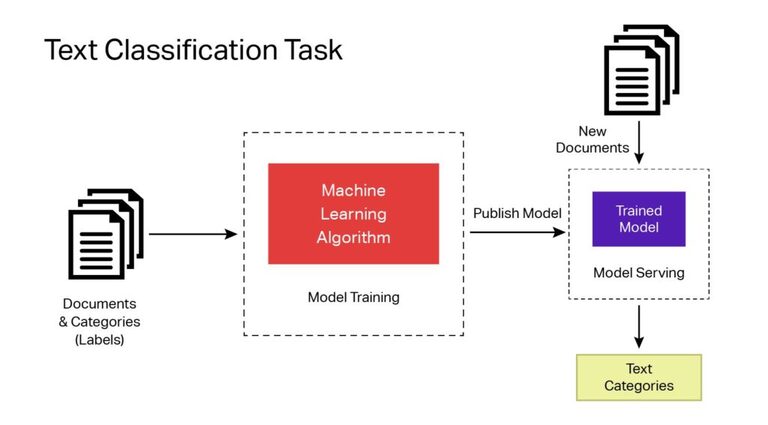 Text Classification Task
New
Documents
Machine
Learning
Algorithm
Model Training
Documents
& Categories
(Labels)
Publish Model
Trained
Model
Model Serving
Text
Categories